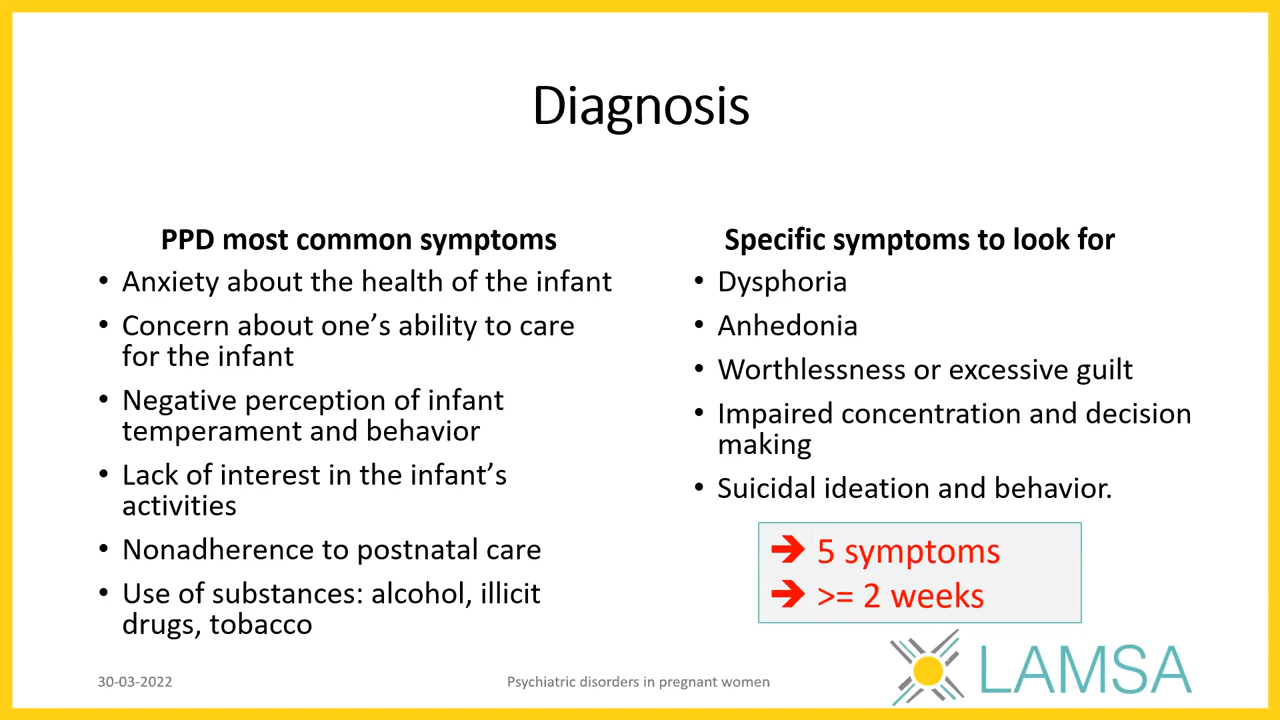 Diagnosis
PPD most common symptoms
• Anxiety about the health of the infant
• Concern about one’s ability to care
for the infant
• Negative perception of infant
temperament and behavior
• Lack of interest in the infant’s
activities
• Nonadherence to postnatal care
• Use of substances: alcohol, illicit
drugs, tobacco
Specific symptoms to look for
• Dysphoria
• Anhedonia
• Worthlessness or excessive guilt
• Impaired concentration and decision
making
• Suicidal ideation and behavior.
➔ 5 symptoms
➔ >= 2 weeks
30-03-2022
Psychiatric disorders in pregnant women
LAMSA